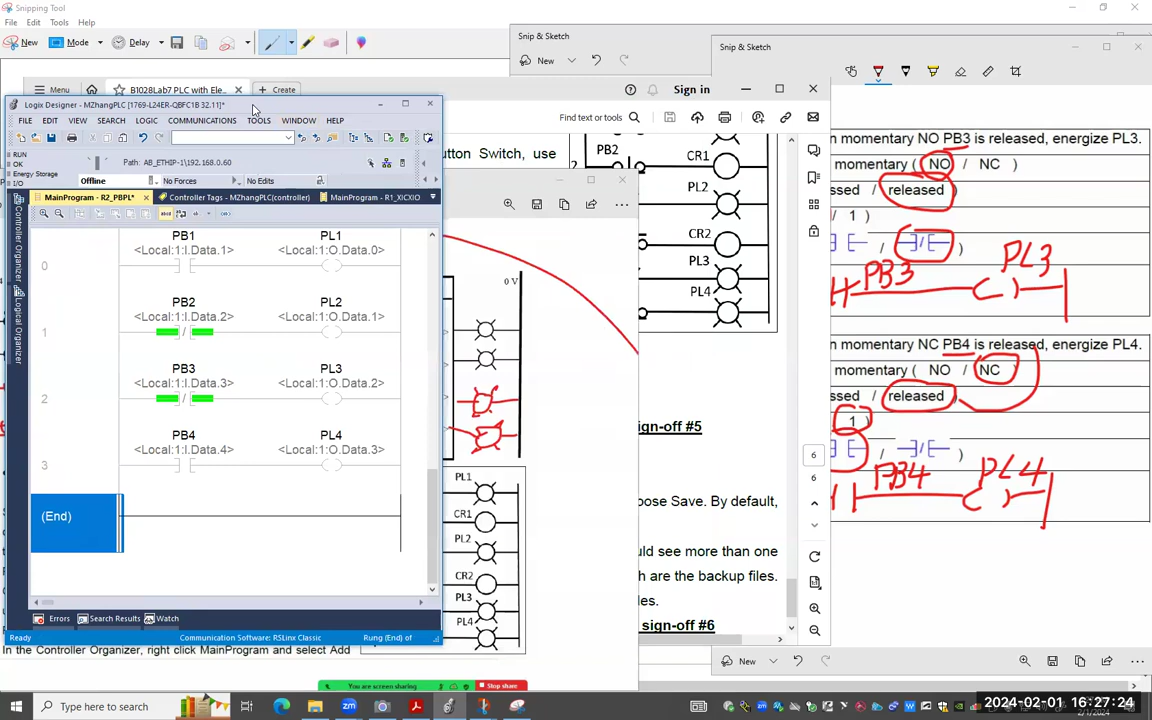 Snipping Tool
File Edit Tools Help
New Mode Delay
Snip & Sketch
New
Snip & Sketch
Menu B1028Lab7 PLC with Ele... Create
Sign in
Find text or tools
Logix Designer - MZhangPLC [1769-L24ER-QBFC1B 32.11]*
FILE EDIT VIEW SEARCH LOGIC COMMUNICATIONS TOOLS WINDOW HELP
RUN
OK
Energy Storage
I/O
Path: AB_ETHIP-1\192.168.0.60
Offline No Forces No Edits
MainProgram - R2_PBPL* Controller Tags - MZhangPLC(controller) MainProgram - R1_XICXIO
Controller Organizer
Logical Organizer
PB1 PL1
<Local:1:I.Data.1> <Local:1:O.Data.0>
0
PB2 PL2
<Local:1:I.Data.2> <Local:1:O.Data.1>
1
PB3 PL3
<Local:1:I.Data.3> <Local:1:O.Data.2>
2
PB4 PL4
<Local:1:I.Data.4> <Local:1:O.Data.3>
3
(End)
Errors Search Results Watch
Ready Communication Software: RSLinx Classic Rung (End) of
In the Controller Organizer, right click MainProgram and select Add
utton Switch, use
0 V
PL1
CR1
PL2
CR2
PL3
PL4
2
PB2
CR1
PL2
CR2
PL3
PL4
sign-off #5
oose Save. By default,
uld see more than one
h are the backup files.
les.
sign-off #6
6
6
n momentary NO PB3 is released, energize PL3.
momentary ( NO / NC )
ssed / released
/ 1 )
/ )
PB3 PL3
n momentary NC PB4 is released, energize PL4.
momentary ( NO / NC )
ssed / released
1 )
/ )
PB4 PL4
New
You are screen sharing Stop share
Type here to search
2024-02-01 16:27:24